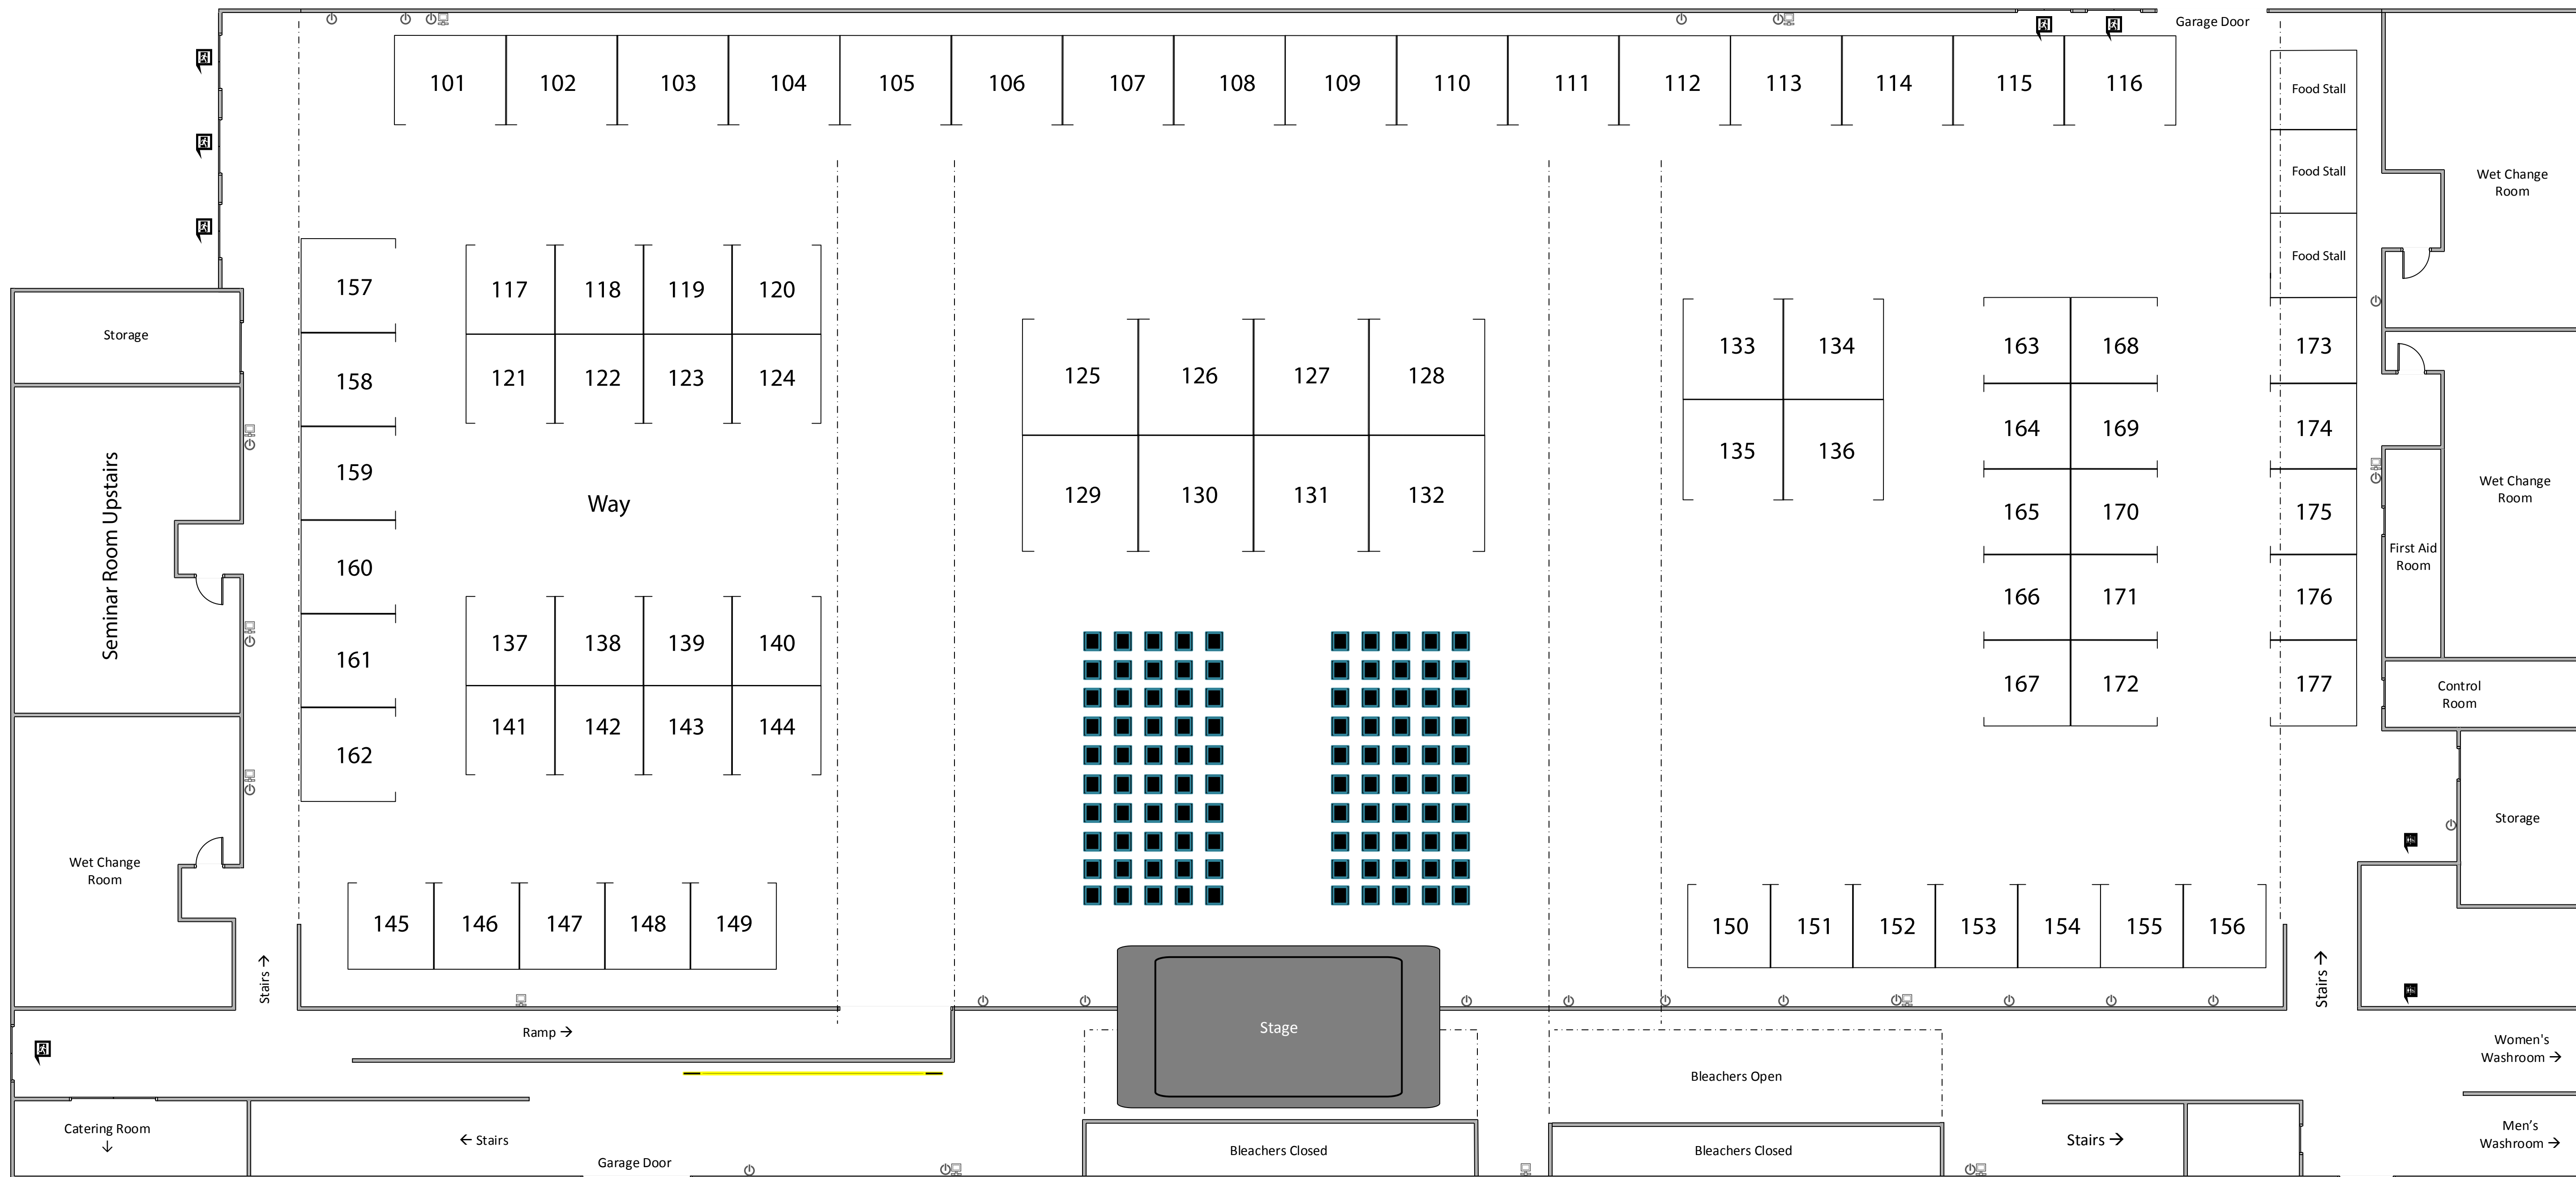 Garage Door
101 102 103 104 105 106 107 108 109 110 111 112 113 114 115 116
Food Stall
Food Stall
Food Stall
Wet Change
Room
Storage
157
158
159
160
161
162
117 118 119 120
121 122 123 124
Way
137 138 139 140
141 142 143 144
125 126 127 128
129 130 131 132
133 134
135 136
163 168
164 169
165 170
166 171
167 172
173
174
175
176
177
Wet Change
Room
First Aid
Room
Control
Room
Storage
Seminar Room Upstairs
Wet Change
Room
145 146 147 148 149
150 151 152 153 154 155 156
Stairs →
Stairs →
Ramp →
Stage
Bleachers Open
Women's
Washroom →
Catering Room
↓
← Stairs
Garage Door
Bleachers Closed
Bleachers Closed
Stairs →
Men's
Washroom →